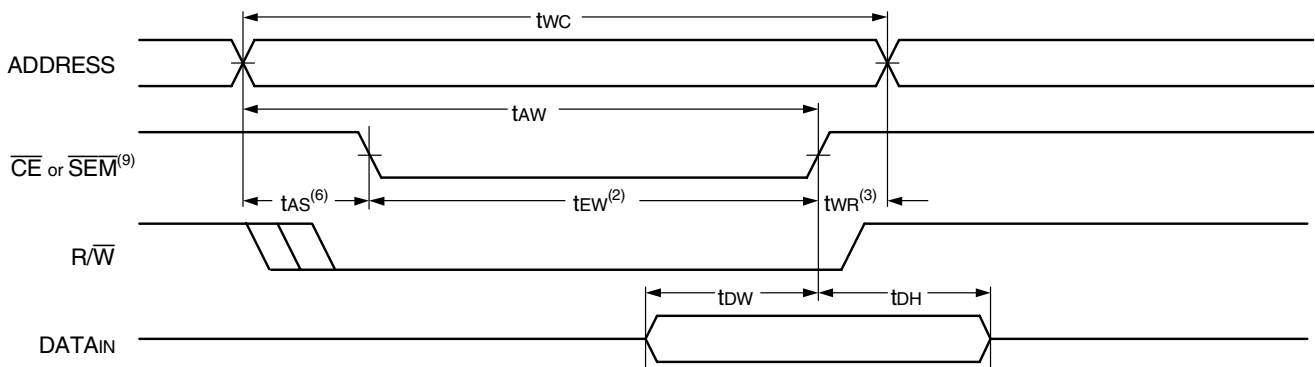 tWC
ADDRESS
tAW
CE or SEM(9)
tAS(6) tEW(2) tWR(3)
R/W
tDW tDH
DATAIN